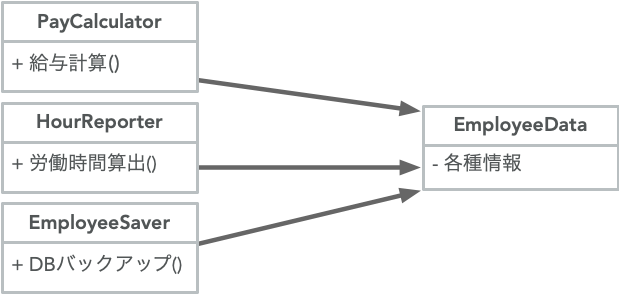 PayCalculator
+ 給与計算()
HourReporter
+ 労働時間算出()
EmployeeSaver
+ DBバックアップ()
EmployeeData
- 各種情報